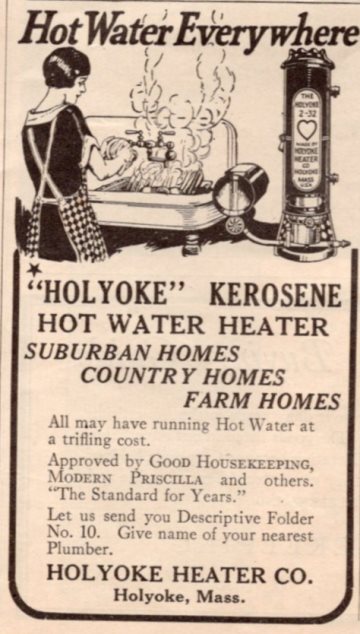 Hot Water Everywhere
THE
HOLYOKE
2-32
MADE BY
HOLYOKE
HEATER
CO
HOLYOKE
MASS
U.S.A.
"HOLYOKE" KEROSENE
HOT WATER HEATER
SUBURBAN HOMES
COUNTRY HOMES
FARM HOMES
All may have running Hot Water at
a trifling cost.
Approved by GOOD HOUSEKEEPING,
MODERN PRISCILLA and others.
"The Standard for Years."
Let us send you Descriptive Folder
No. 10. Give name of your nearest
Plumber.
HOLYOKE HEATER CO.
Holyoke, Mass.